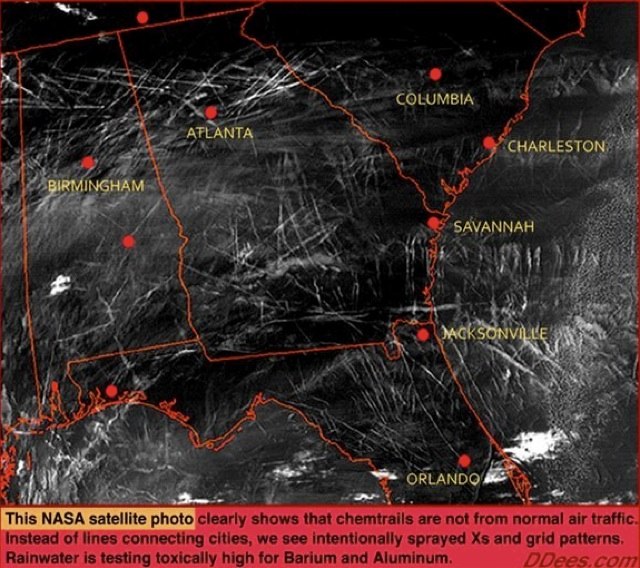 COLUMBIA
ATLANTA
CHARLESTON
BIRMINGHAM
SAVANNAH
JACKSONVILLE
ORLANDO
This NASA satellite photo clearly shows that chemtrails are not from normal air traffic.
Instead of lines connecting cities, we see intentionally sprayed Xs and grid patterns.
Rainwater is testing toxically high for Barium and Aluminum.
DDees.com